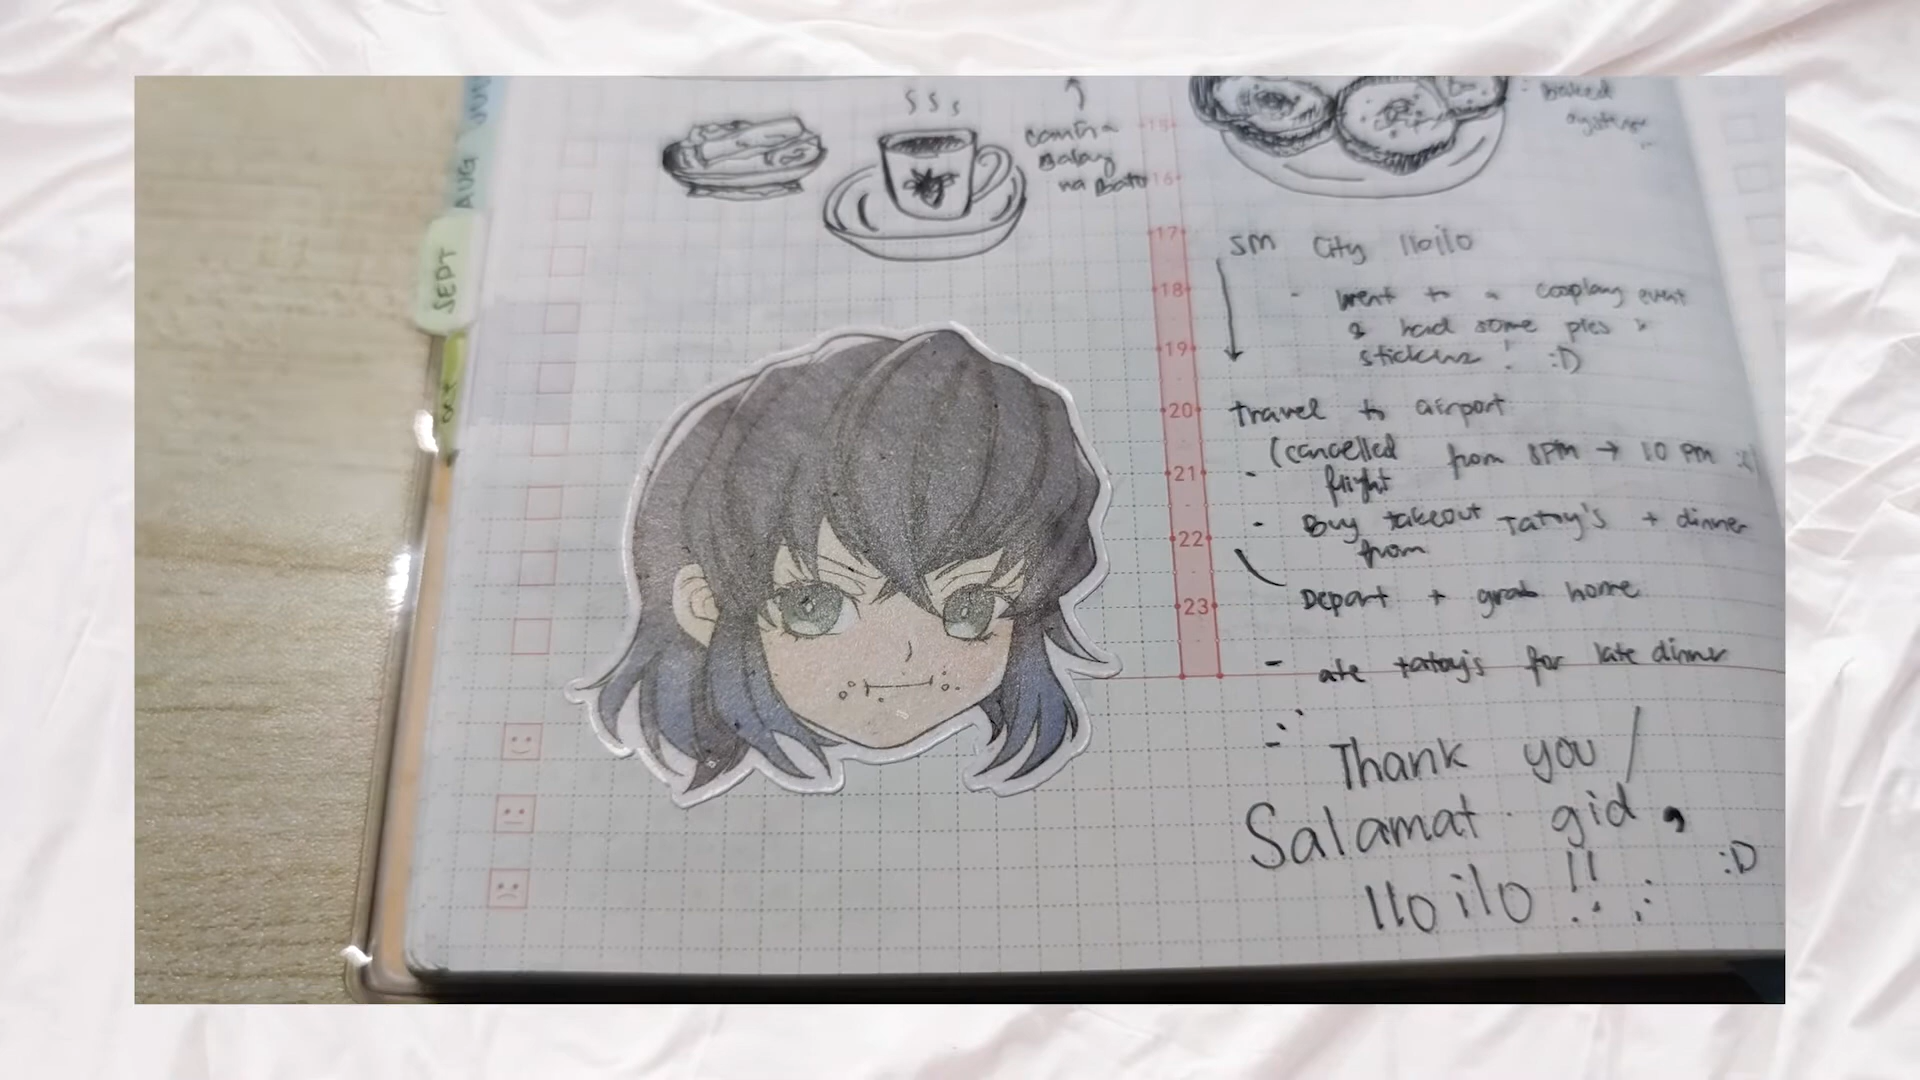 JUL
AUG
SEPT
OCT
camiña
Balay
na Bato
baked
oysters
15
16
17
18
19
20
21
22
23
SM City Iloilo
- went to a cosplay event
& had some pics &
stickers! :D
travel to airport
(cancelled from 8PM → 10 PM
flight
- Buy takeout Tatoy's + dinner
from
Depart + grab home
- ate tatoy's for late dinner
Thank you /
Salamat gid,
Iloilo!! :D